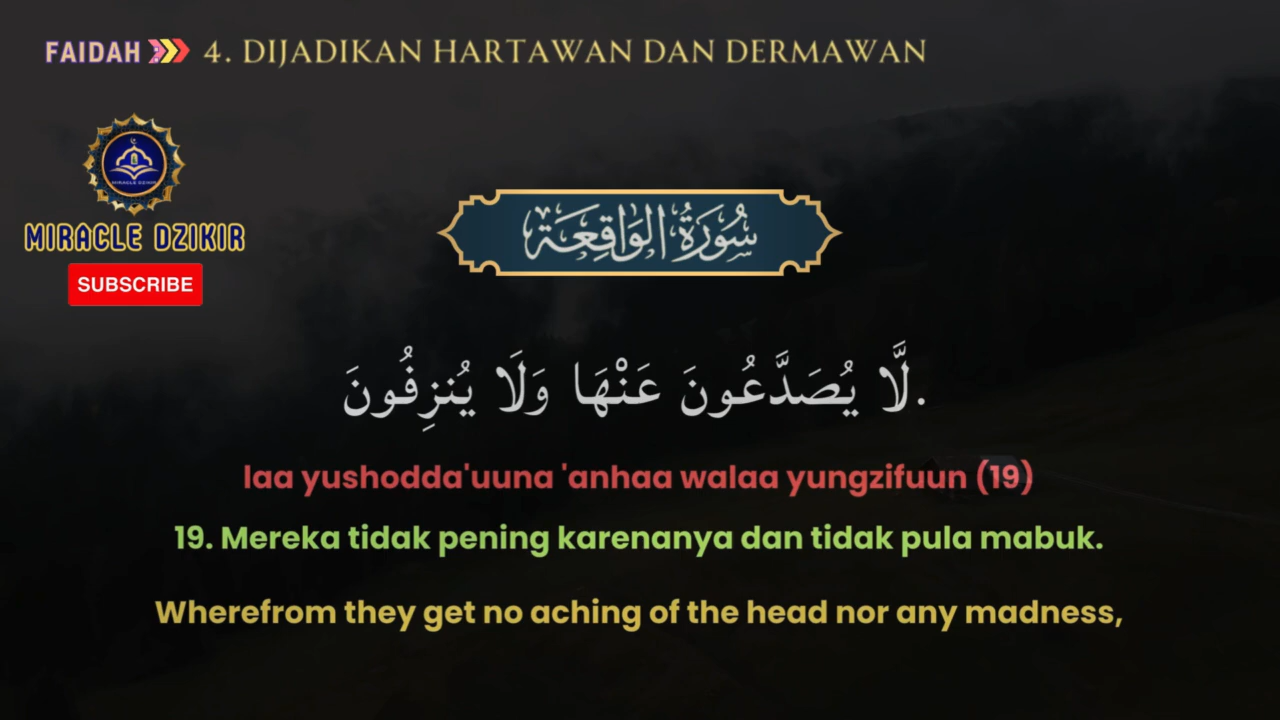 FAIDAH 4. DIJADIKAN HARTAWAN DAN DERMAWAN
MIRACLE DZIKIR
MIRACLE DZIKIR
SUBSCRIBE
سُورَةُ الوَاقِعَة
لَّا يُصَدَّعُونَ عَنْهَا وَلَا يُنزِفُونَ.
laa yushodda'uuna 'anhaa walaa yungzifuun (19)
19. Mereka tidak pening karenanya dan tidak pula mabuk.
Wherefrom they get no aching of the head nor any madness,